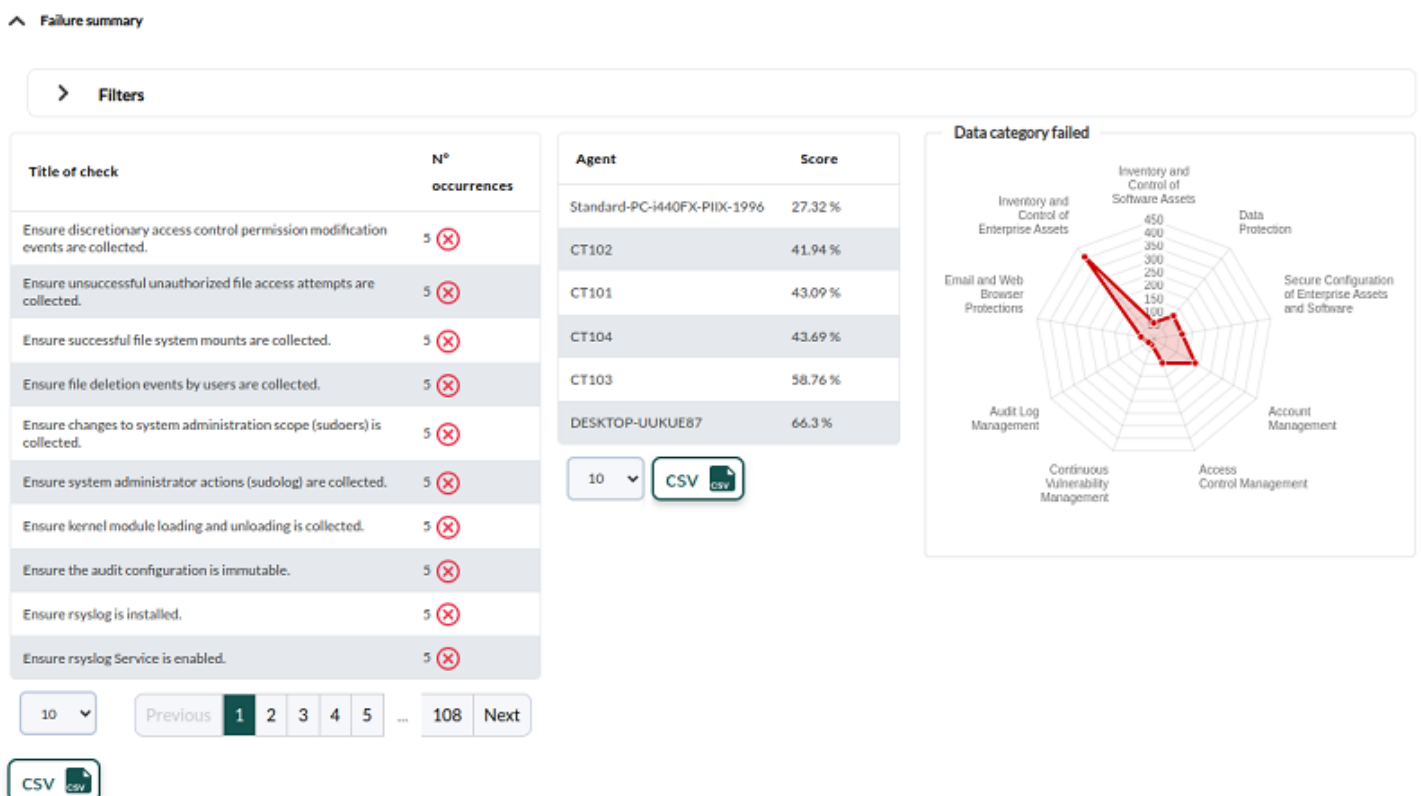 Failure summary
Filters
Title of check
N°
occurrences
Ensure discretionary access control permission modification
events are collected.
5
Ensure unsuccessful unauthorized file access attempts are
collected.
5
Ensure successful file system mounts are collected.
5
Ensure file deletion events by users are collected.
5
Ensure changes to system administration scope (sudoers) is
collected.
5
Ensure system administrator actions (sudolog) are collected.
5
Ensure kernel module loading and unloading is collected.
5
Ensure the audit configuration is immutable.
5
Ensure rsyslog is installed.
5
Ensure rsyslog Service is enabled.
5
10
Previous 1 2 3 4 5 ... 108 Next
CSV CSV
Agent Score
Standard-PC-i440FX-PIIX-1996 27.32 %
CT102 41.94 %
CT101 43.09 %
CT104 43.69 %
CT103 58.76 %
DESKTOP-UUKUE87 66.3 %
10
CSV CSV
Data category failed
Inventory and
Control of
Software Assets
Data
Protection
Secure Configuration
of Enterprise Assets
and Software
Account
Management
Access
Control Management
Continuous
Vulnerability
Management
Audit Log
Management
Email and Web
Browser
Protections
Inventory and
Control of
Enterprise Assets
450
400
350
300
250
200
150
100